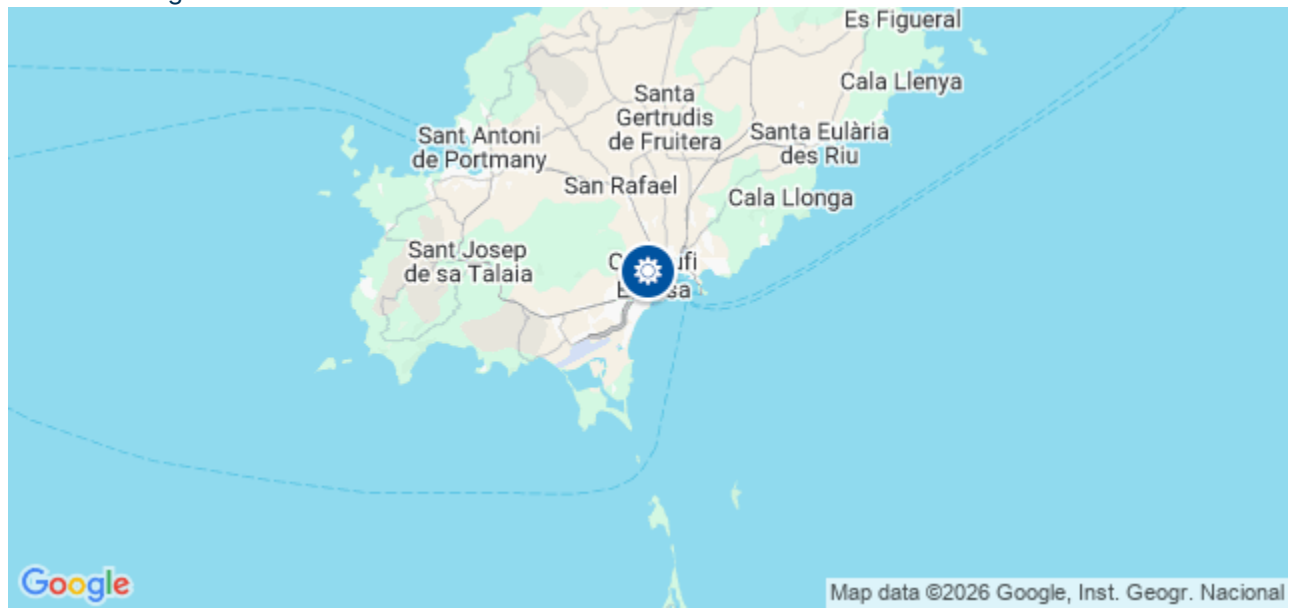 Es Figueral
Cala Llenya
Santa
Gertrudis
de Fruitera
Sant Antoni
de Portmany
Santa Eulària
des Riu
San Rafael
Cala Llonga
Sant Josep
de sa Talaia
Google
Map data ©2026 Google, Inst. Geogr. Nacional